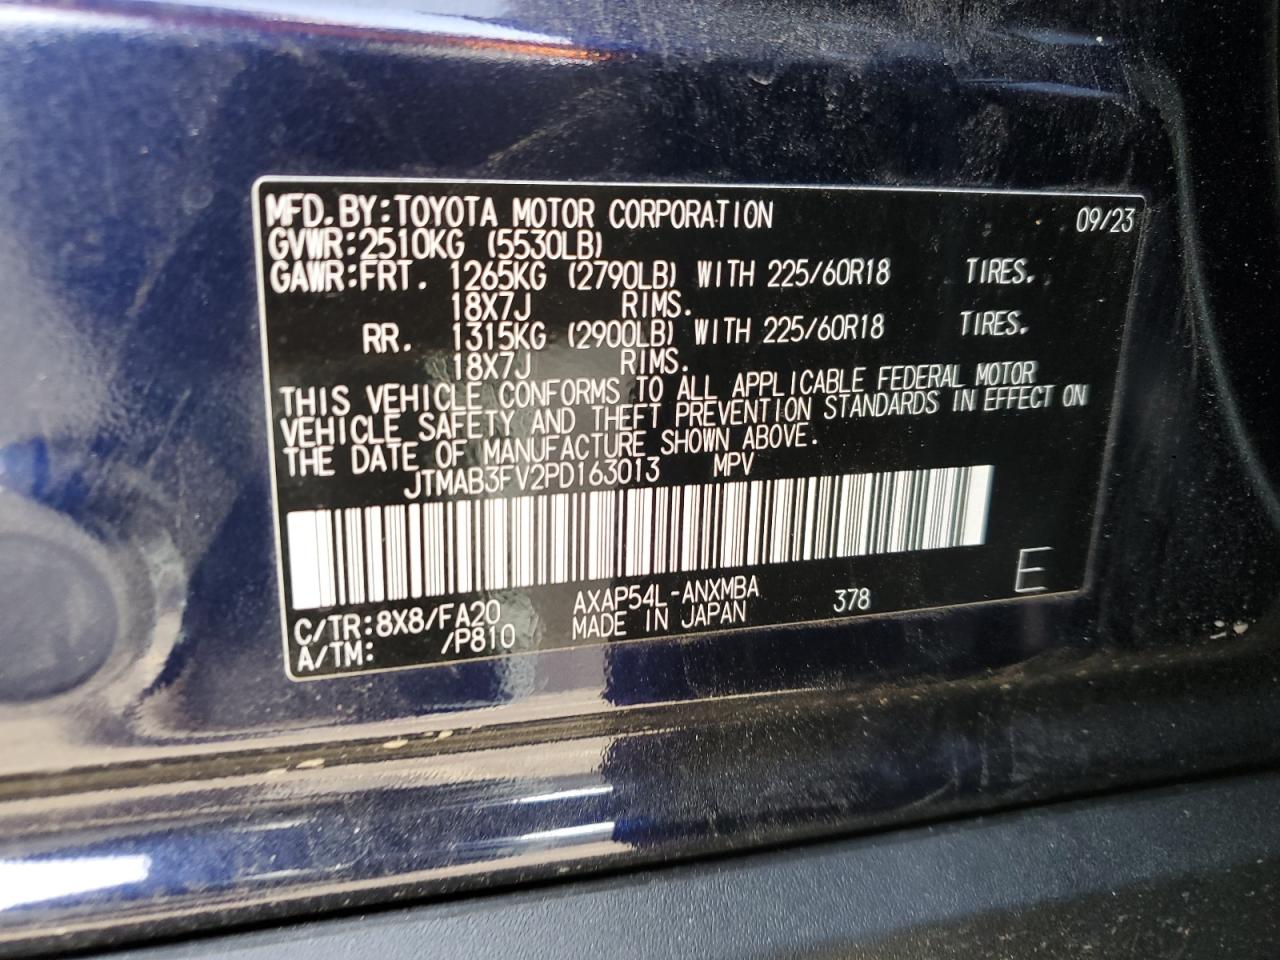 MFD.BY:TOYOTA MOTOR CORPORATION 09/23
GVWR:2510KG (5530LB)
GAWR:FRT. 1265KG (2790LB) WITH 225/60R18 TIRES.
18X7J RIMS.
RR. 1315KG (2900LB) WITH 225/60R18 TIRES.
18X7J RIMS.
THIS VEHICLE CONFORMS TO ALL APPLICABLE FEDERAL MOTOR
VEHICLE SAFETY AND THEFT PREVENTION STANDARDS IN EFFECT ON
THE DATE OF MANUFACTURE SHOWN ABOVE.
JTMAB3FV2PD163013 MPV
C/TR:8X8/FA20 AXAP54L-ANXMBA 378 E
A/TM: /P810 MADE IN JAPAN